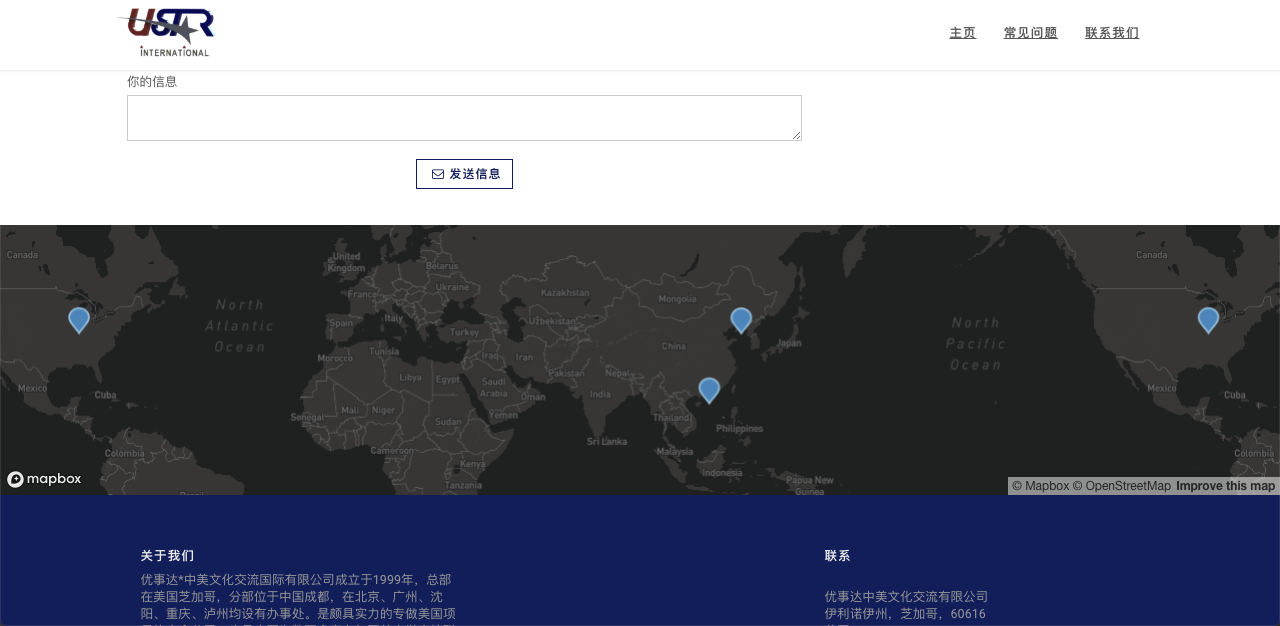 USTAR
INTERNATIONAL
主页 常见问题 联系我们
你的信息
发送信息
Canada
United
Kingdom
Belarus
Ukraine
France
Kazakhstan
Mongolia
Canada
North
Atlantic
Ocean
Spain
Italy
Turkey
Uzbekistan
China
Japan
North
Pacific
Ocean
Morocco
Tunisia
Iraq
Iran
Pakistan
Nepal
Libya
Egypt
Saudi
Arabia
Oman
India
Mexico
Cuba
Mali
Niger
Sudan
Yemen
Thailand
Philippines
Senegal
Sri Lanka
Mexico
Cuba
Colombia
Cameroon
Kenya
Malaysia
Indonesia
Colombia
Tanzania
Papua New
Guinea
Brazil
mapbox
© Mapbox © OpenStreetMap Improve this map
关于我们
优事达*中美文化交流国际有限公司成立于1999年，总部
在美国芝加哥，分部位于中国成都，在北京、广州、沈
阳、重庆、泸州均设有办事处。是颇具实力的专做美国项
联系
优事达中美文化交流有限公司
伊利诺伊州，芝加哥，60616